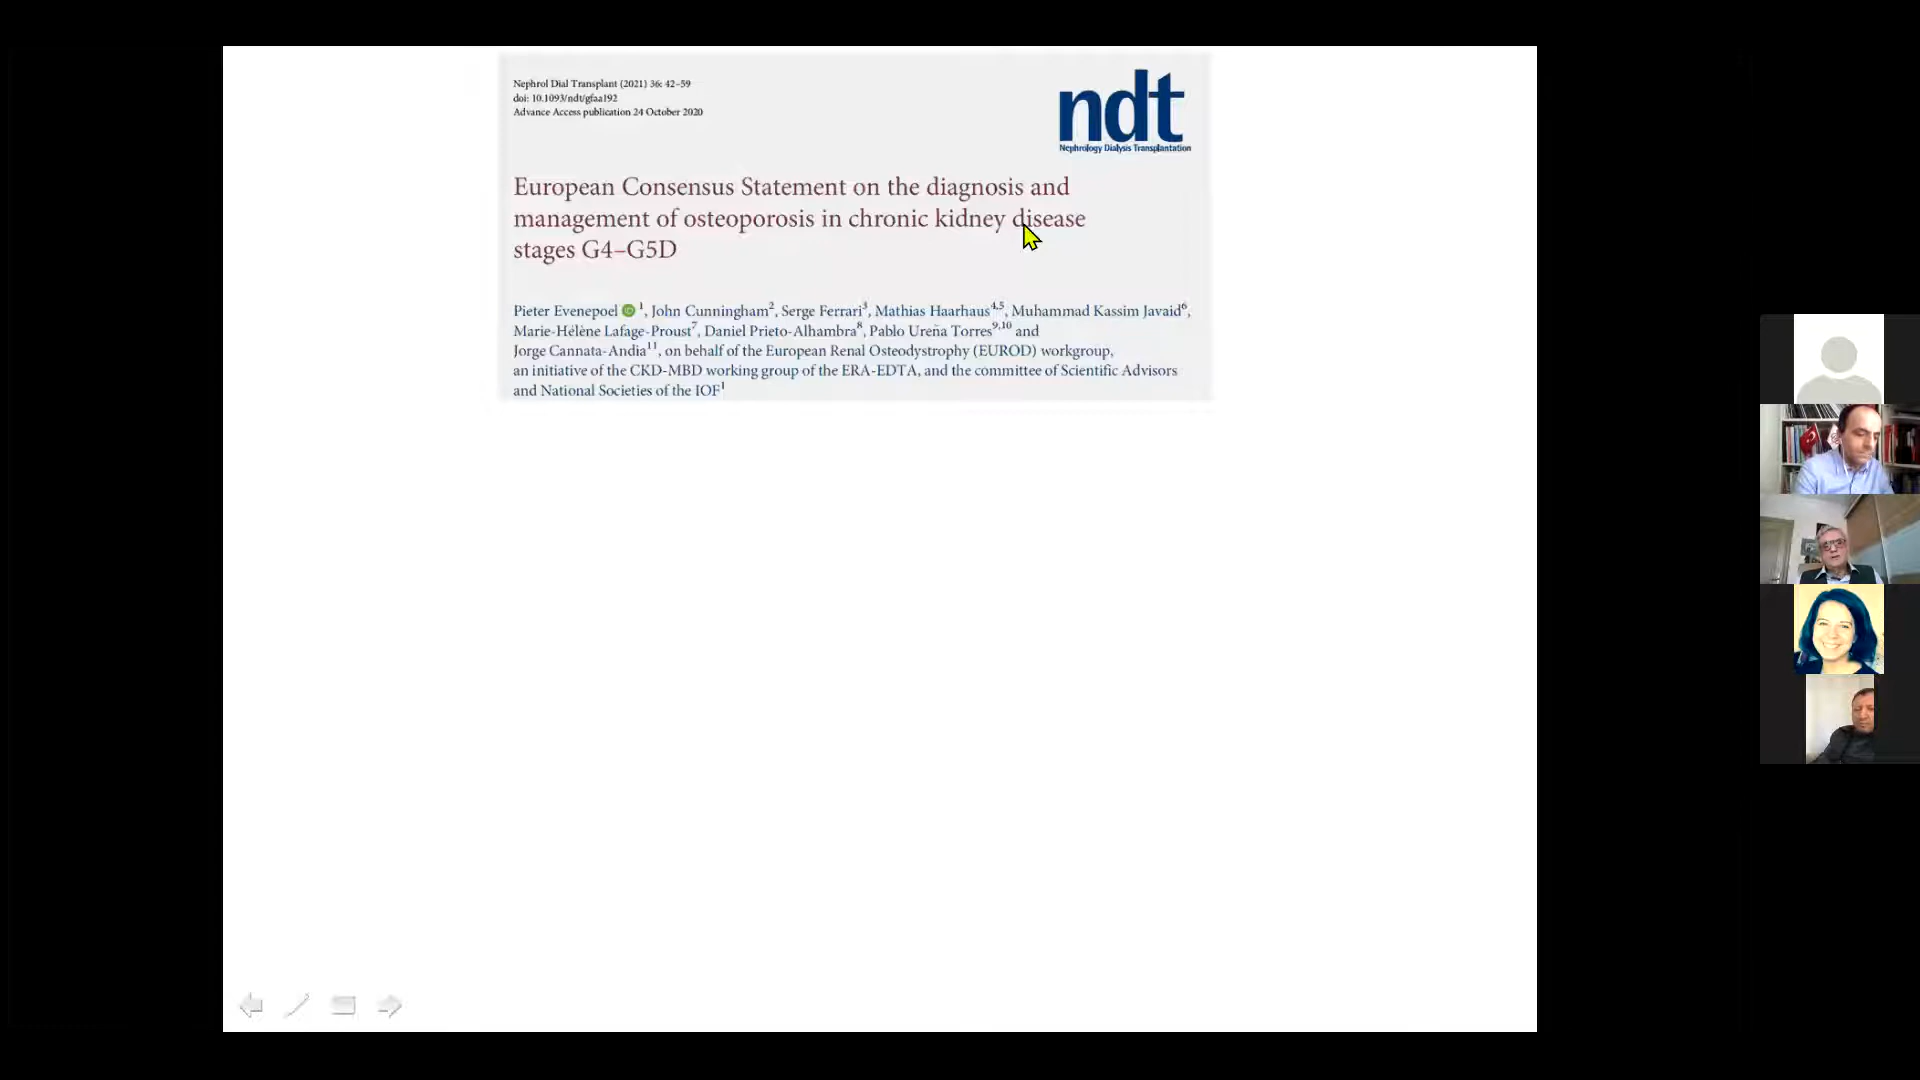 Nephrol Dial Transplant (2021) 36: 42–59
doi: 10.1093/ndt/gfaa192
Advance Access publication 24 October 2020
ndt
Nephrology Dialysis Transplantation
European Consensus Statement on the diagnosis and
management of osteoporosis in chronic kidney disease
stages G4–G5D
Pieter Evenepoel 1, John Cunningham2, Serge Ferrari3, Mathias Haarhaus4,5, Muhammad Kassim Javaid6,
Marie-Hélène Lafage-Proust7, Daniel Prieto-Alhambra8, Pablo Ureña Torres9,10 and
Jorge Cannata-Andia11, on behalf of the European Renal Osteodystrophy (EUROD) workgroup,
an initiative of the CKD-MBD working group of the ERA-EDTA, and the committee of Scientific Advisors
and National Societies of the IOF1